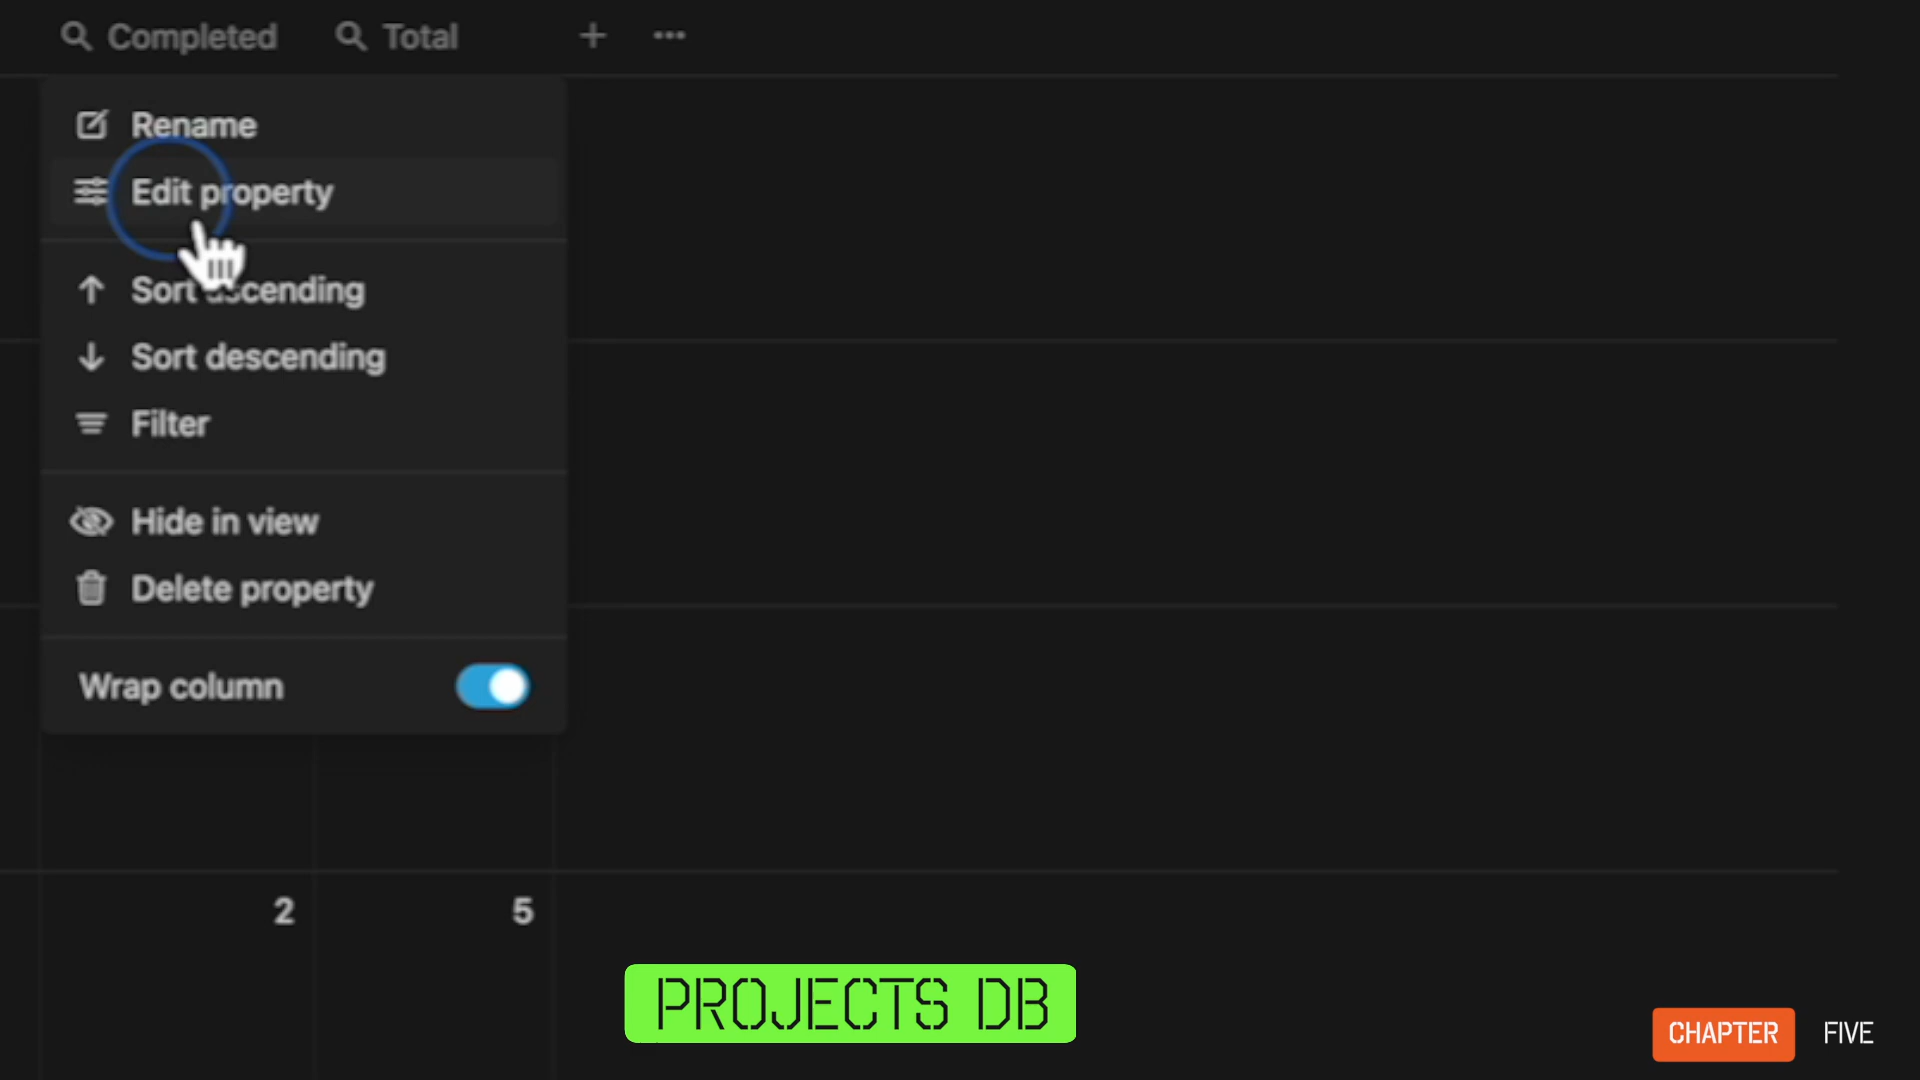 Completed Total
Rename
Edit property
Sort ascending
Sort descending
Filter
Hide in view
Delete property
Wrap column
2 5
PROJECTS DB
CHAPTER FIVE